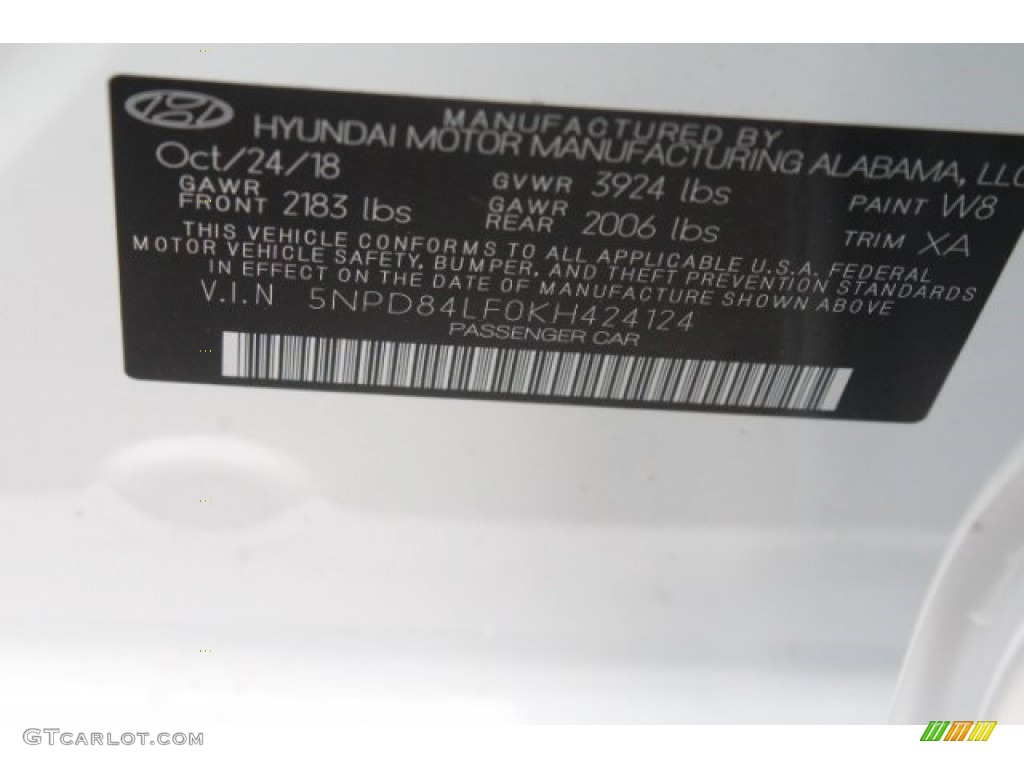 MANUFACTURED BY
HYUNDAI MOTOR MANUFACTURING ALABAMA, LLC
Oct/24/18
GAWR FRONT 2183 lbs
GVWR 3924 lbs
GAWR REAR 2006 lbs
PAINT W8
TRIM XA
THIS VEHICLE CONFORMS TO ALL APPLICABLE U.S.A. FEDERAL
MOTOR VEHICLE SAFETY, BUMPER, AND THEFT PREVENTION STANDARDS
IN EFFECT ON THE DATE OF MANUFACTURE SHOWN ABOVE
V.I.N 5NPD84LF0KH424124
PASSENGER CAR
GTCARLOT.COM